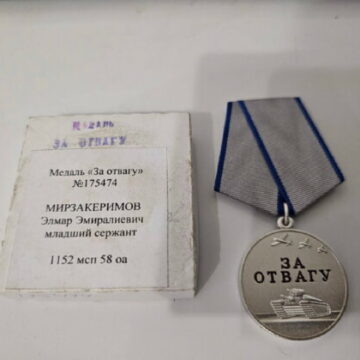 МЕДАЛЬ
ЗА ОТВАГУ
Медаль «За отвагу»
№175474
МИРЗАКЕРИМОВ
Элмар Эмиралиевич
младший сержант
1152 мсп 58 оа
ЗА
ОТВАГУ